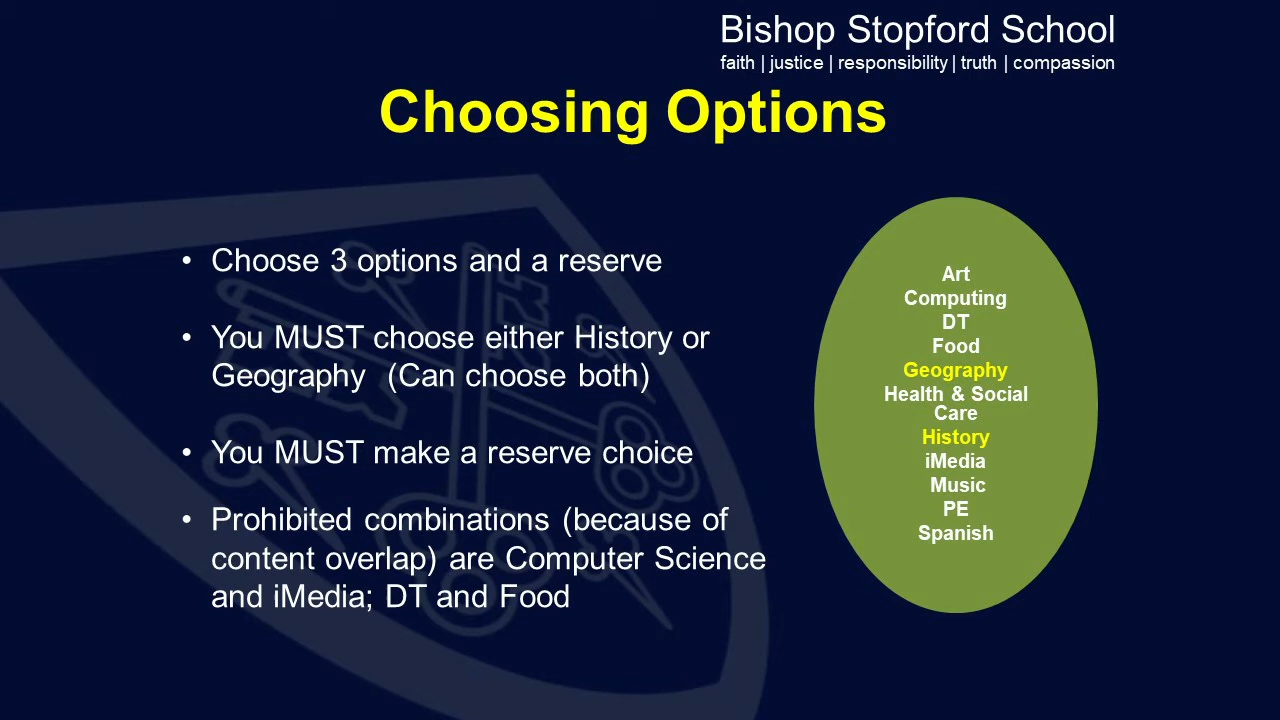 Bishop Stopford School
faith | justice | responsibility | truth | compassion
Choosing Options
• Choose 3 options and a reserve
• You MUST choose either History or
Geography (Can choose both)
• You MUST make a reserve choice
• Prohibited combinations (because of
content overlap) are Computer Science
and iMedia; DT and Food
Art
Computing
DT
Food
Geography
Health & Social
Care
History
iMedia
Music
PE
Spanish